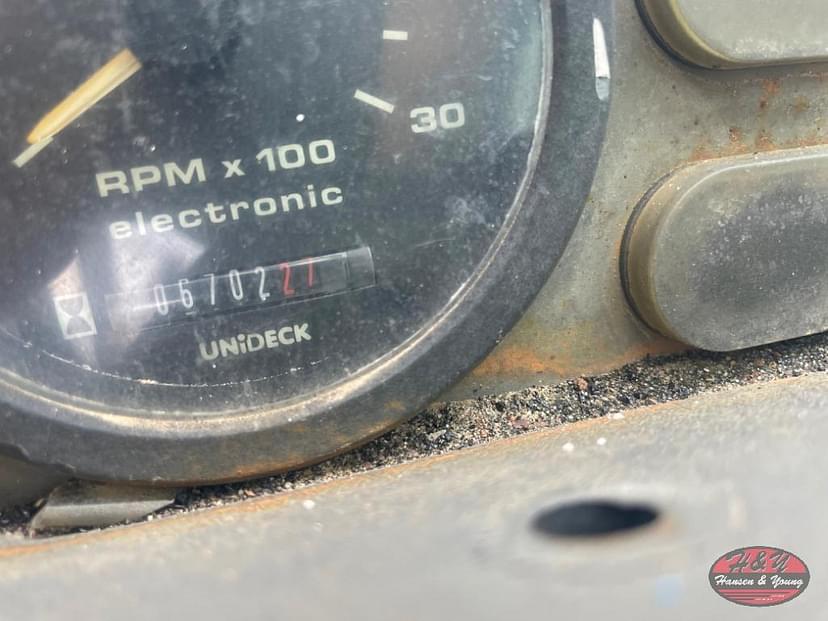 30
RPM x 100
electronic
0670227
UNiDECK
H&Y
Hansen & Young